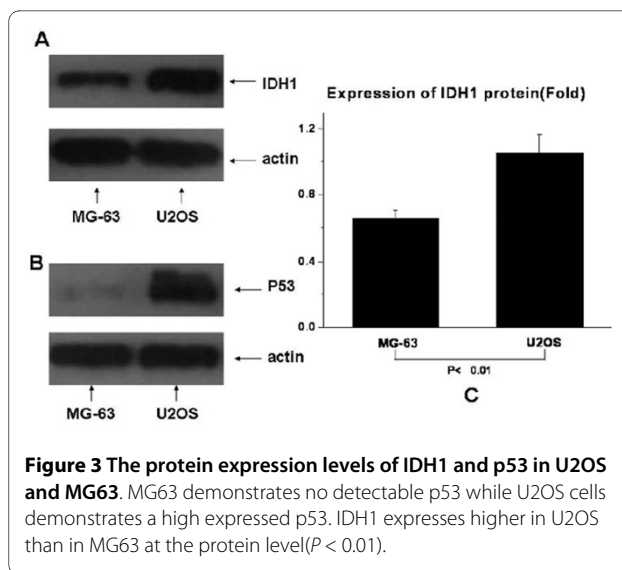 A
IDH1
actin
MG-63 U2OS
B
P53
actin
MG-63 U2OS
Expression of IDH1 protein(Fold)
1.2
0.8
0.4
0.0
MG-63 U2OS
P< 0.01
C
Figure 3 The protein expression levels of IDH1 and p53 in U2OS
and MG63. MG63 demonstrates no detectable p53 while U2OS cells
demonstrates a high expressed p53. IDH1 expresses higher in U2OS
than in MG63 at the protein level(P < 0.01).